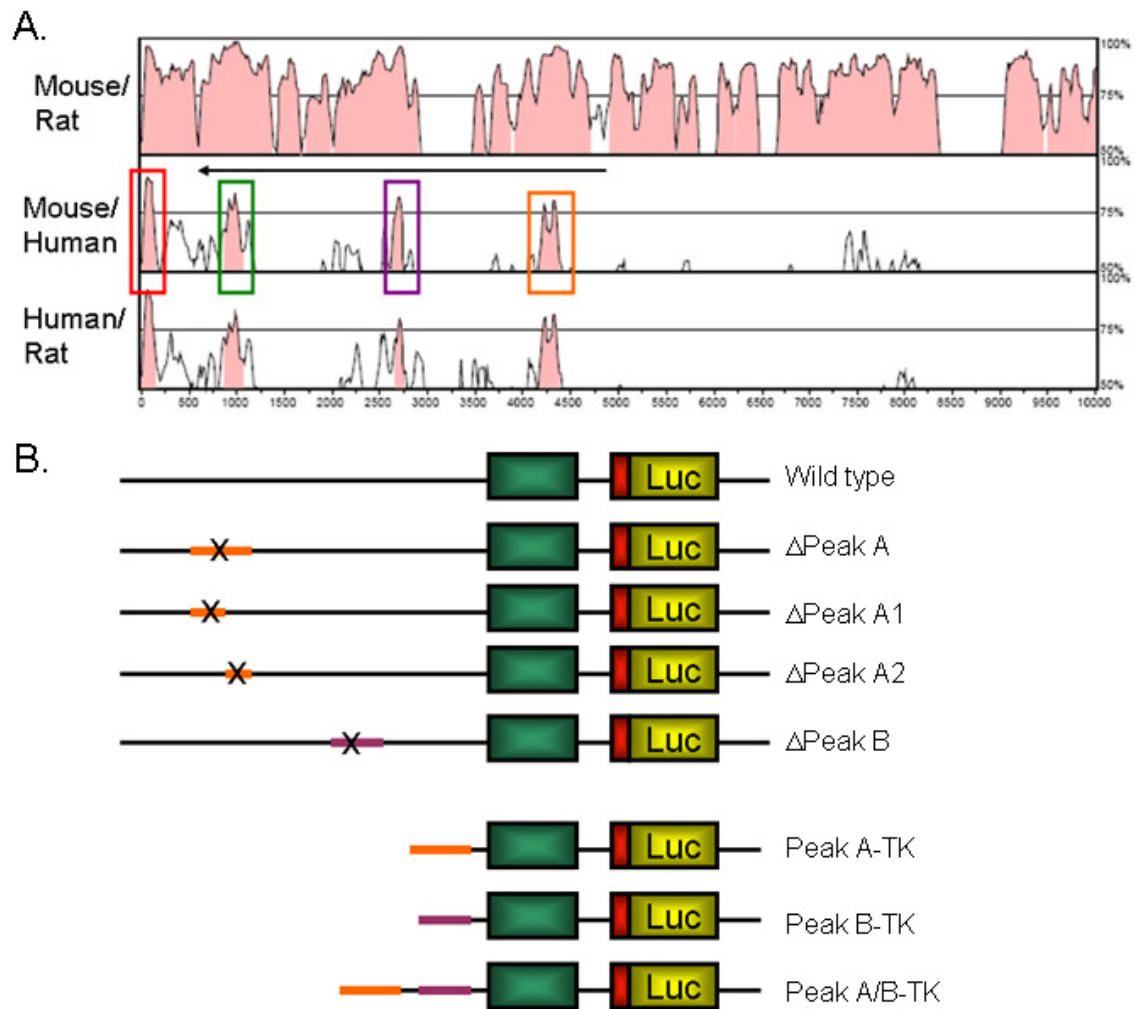 A.
Mouse/
Rat
100%
75%
50%
Mouse/
Human
100%
75%
50%
Human/
Rat
100%
75%
50%
0 500 1000 1500 2000 2500 3000 3500 4000 4500 5000 5500 6000 6500 7000 7500 8000 8500 9000 9500 10000
B.
Luc Wild type
X Luc ΔPeak A
X Luc ΔPeak A1
X Luc ΔPeak A2
X Luc ΔPeak B
Luc Peak A-TK
Luc Peak B-TK
Luc Peak A/B-TK